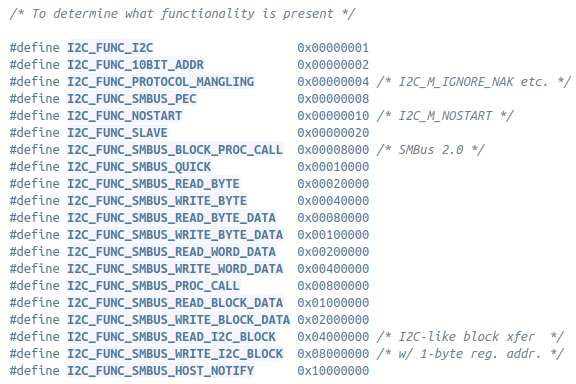 /* To determine what functionality is present */

#define I2C_FUNC_I2C 0x00000001
#define I2C_FUNC_10BIT_ADDR 0x00000002
#define I2C_FUNC_PROTOCOL_MANGLING 0x00000004 /* I2C_M_IGNORE_NAK etc. */
#define I2C_FUNC_SMBUS_PEC 0x00000008
#define I2C_FUNC_NOSTART 0x00000010 /* I2C_M_NOSTART */
#define I2C_FUNC_SLAVE 0x00000020
#define I2C_FUNC_SMBUS_BLOCK_PROC_CALL 0x00008000 /* SMBus 2.0 */
#define I2C_FUNC_SMBUS_QUICK 0x00010000
#define I2C_FUNC_SMBUS_READ_BYTE 0x00020000
#define I2C_FUNC_SMBUS_WRITE_BYTE 0x00040000
#define I2C_FUNC_SMBUS_READ_BYTE_DATA 0x00080000
#define I2C_FUNC_SMBUS_WRITE_BYTE_DATA 0x00100000
#define I2C_FUNC_SMBUS_READ_WORD_DATA 0x00200000
#define I2C_FUNC_SMBUS_WRITE_WORD_DATA 0x00400000
#define I2C_FUNC_SMBUS_PROC_CALL 0x00800000
#define I2C_FUNC_SMBUS_READ_BLOCK_DATA 0x01000000
#define I2C_FUNC_SMBUS_WRITE_BLOCK_DATA 0x02000000
#define I2C_FUNC_SMBUS_READ_I2C_BLOCK 0x04000000 /* I2C-like block xfer  */
#define I2C_FUNC_SMBUS_WRITE_I2C_BLOCK 0x08000000 /* w/ 1-byte reg. addr. */
#define I2C_FUNC_SMBUS_HOST_NOTIFY 0x10000000